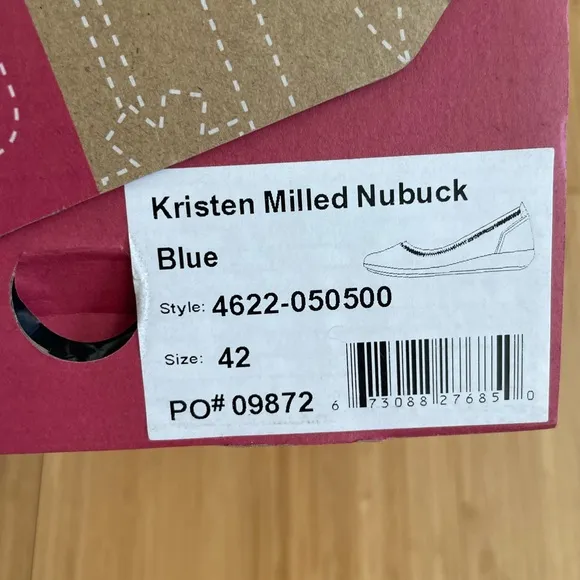 Kristen Milled Nubuck
Blue
Style: 4622-050500
Size: 42
PO# 09872
6 73088 27685 0